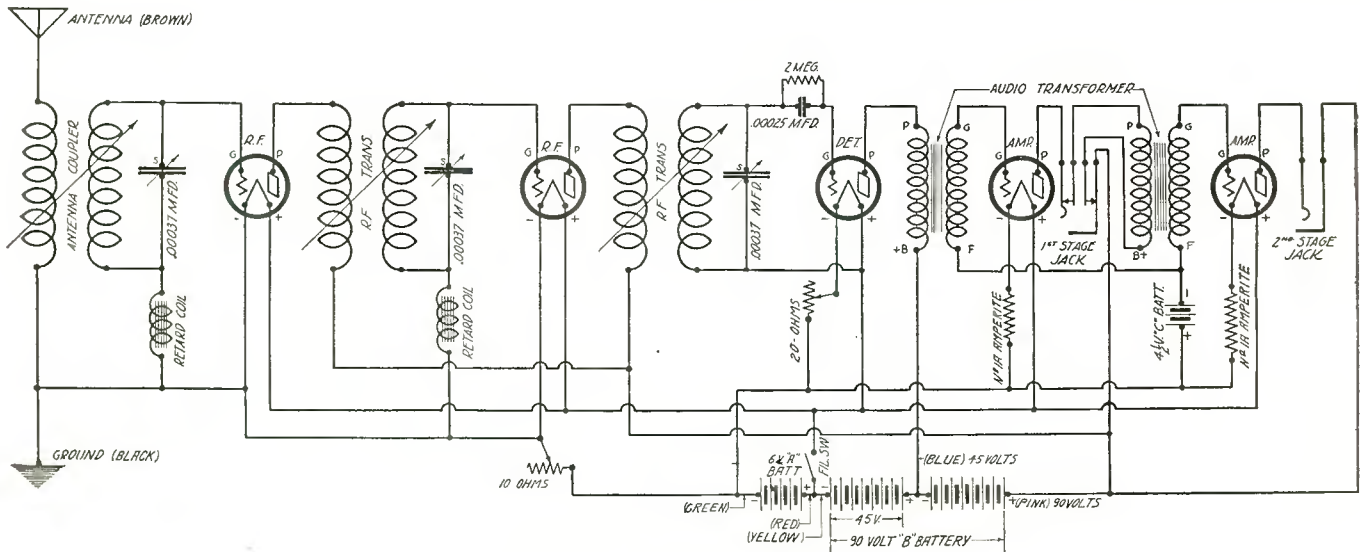 ANTENNA (BROWN)
ANTENNA COUPLER
S
.00037 M.F.D.
RETARD COIL
GROUND (BLACK)
R.F.
G P
- +
R.F. TRANS
S
.00037 M.F.D.
RETARD COIL
R.F.
G P
- +
10 OHMS
R.F. TRANS
S
.00037 M.F.D.
2 MEG.
.00025 M.F.D.
DET.
G P
- +
20-OHMS
AUDIO TRANSFORMER
P G
+B F
AMP.
G P
- +
Nº 1A AMPERITE
1ST STAGE
JACK
P G
B+ F
4½V."C" BATT.
-
+
AMP.
G P
- +
Nº 1A AMPERITE
2ND STAGE
JACK
6V."A"
BATT
FIL. SW
(GREEN)
- + - + - +
(RED)
(YELLOW)
45V.
90 VOLT "B" BATTERY
(BLUE) 45 VOLTS
(PINK) 90 VOLTS